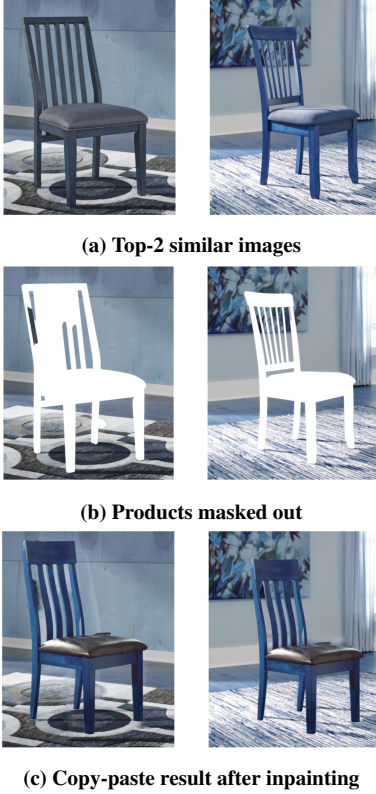 (a) Top-2 similar images
(b) Products masked out
(c) Copy-paste result after inpainting